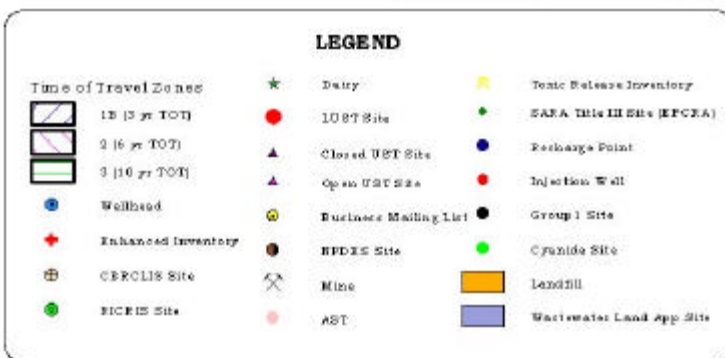 LEGEND
Time of Travel Zones
1B (3 yr TOT)
2 (6 yr TOT)
3 (10 yr TOT)
Wellhead
Enhanced Inventory
CERCLIS Site
RICRIS Site
Dairy
LUST Site
Closed UST Site
Open UST Site
Business Mailing List
NPDES Site
Mine
AST
Toxic Release Inventory
SARA Title III Site (EPCRA)
Recharge Point
Injection Well
Group 1 Site
Cyanide Site
Landfill
Wastewater Land App Site